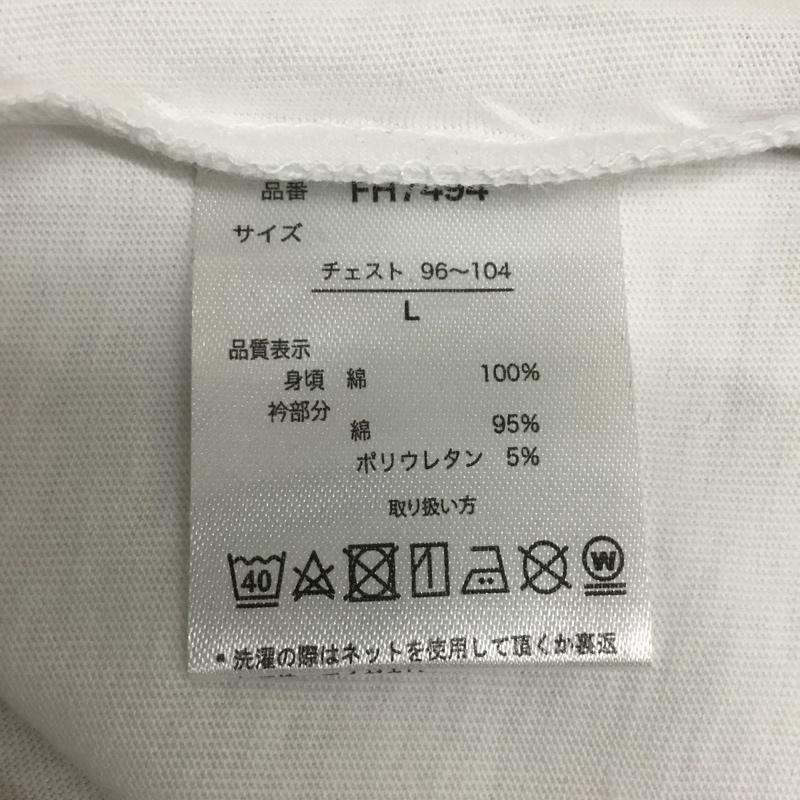 品番 FH7494
サイズ
チェスト 96～104
L
品質表示
身頃 綿 100%
衿部分
綿 95%
ポリウレタン 5%
取り扱い方
40 W
* 洗濯の際はネットを使用して頂くか裏返